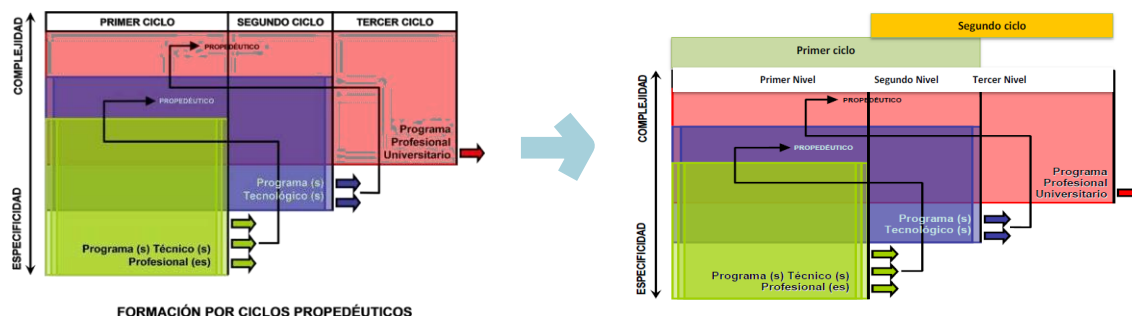 PRIMER CICLO
SEGUNDO CICLO
TERCER CICLO
COMPLEJIDAD
ESPECIFICIDAD
PROPEDÉUTICO
PROPEDÉUTICO
Programa
Profesional
Universitario
Programa (s)
Tecnológico (s)
Programa (s) Técnico (s)
Profesional (es)
FORMACIÓN POR CICLOS PROPEDÉUTICOS
Segundo ciclo
Primer ciclo
Primer Nivel
Segundo Nivel
Tercer Nivel
COMPLEJIDAD
ESPECIFICIDAD
PROPEDÉUTICO
PROPEDÉUTICO
Programa
Profesional
Universitario
Programa (s)
Tecnológico (s)
Programa (s) Técnico (s)
Profesional (es)